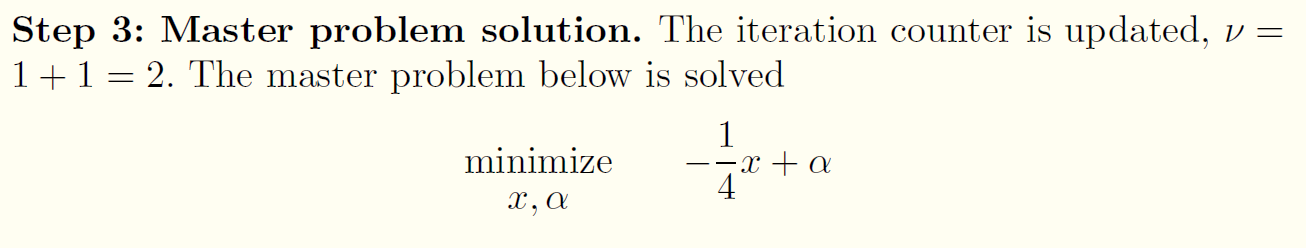 Step 3: Master problem solution. The iteration counter is updated, ν =
1 + 1 = 2. The master problem below is solved
minimize −\frac{1}{4}x + α
x, α